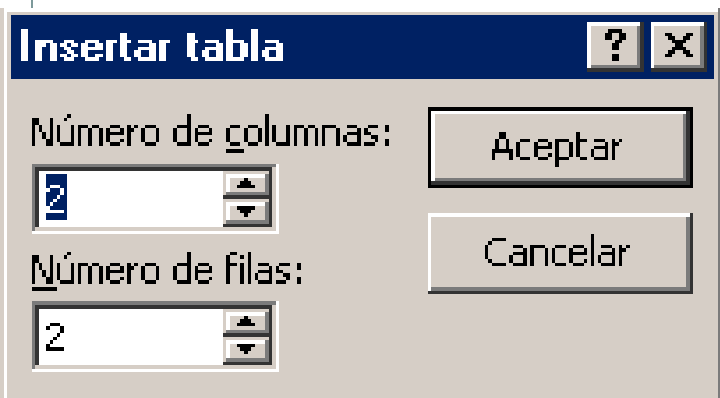 Insertar tabla
Número de columnas:
2
Aceptar
Número de filas:
2
Cancelar